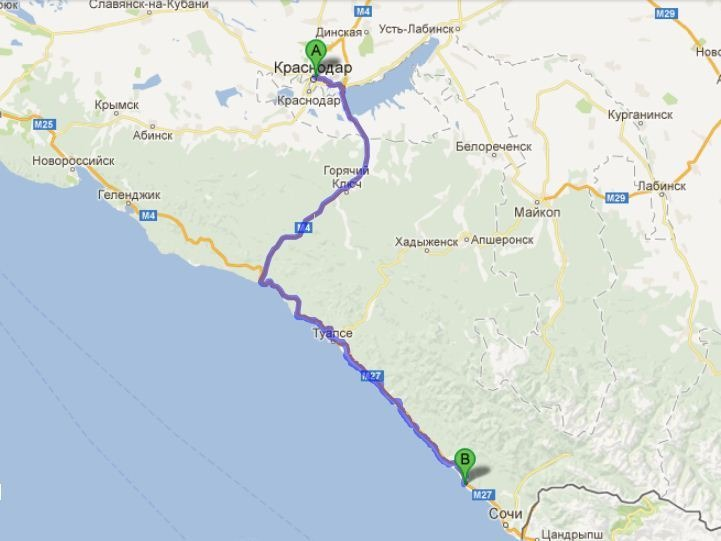 Славянск-на-Кубани
M4
M29
Динская
Усть-Лабинск
A
Краснодар
Краснодар
Крымск
M25
Абинск
Курганинск
Белореченск
Новороссийск
Горячий
Ключ
Лабинск
Геленджик
M29
M4
Майкоп
M4
Хадыженск
Апшеронск
Туапсе
M27
B
M27
Сочи
Цандрыпш